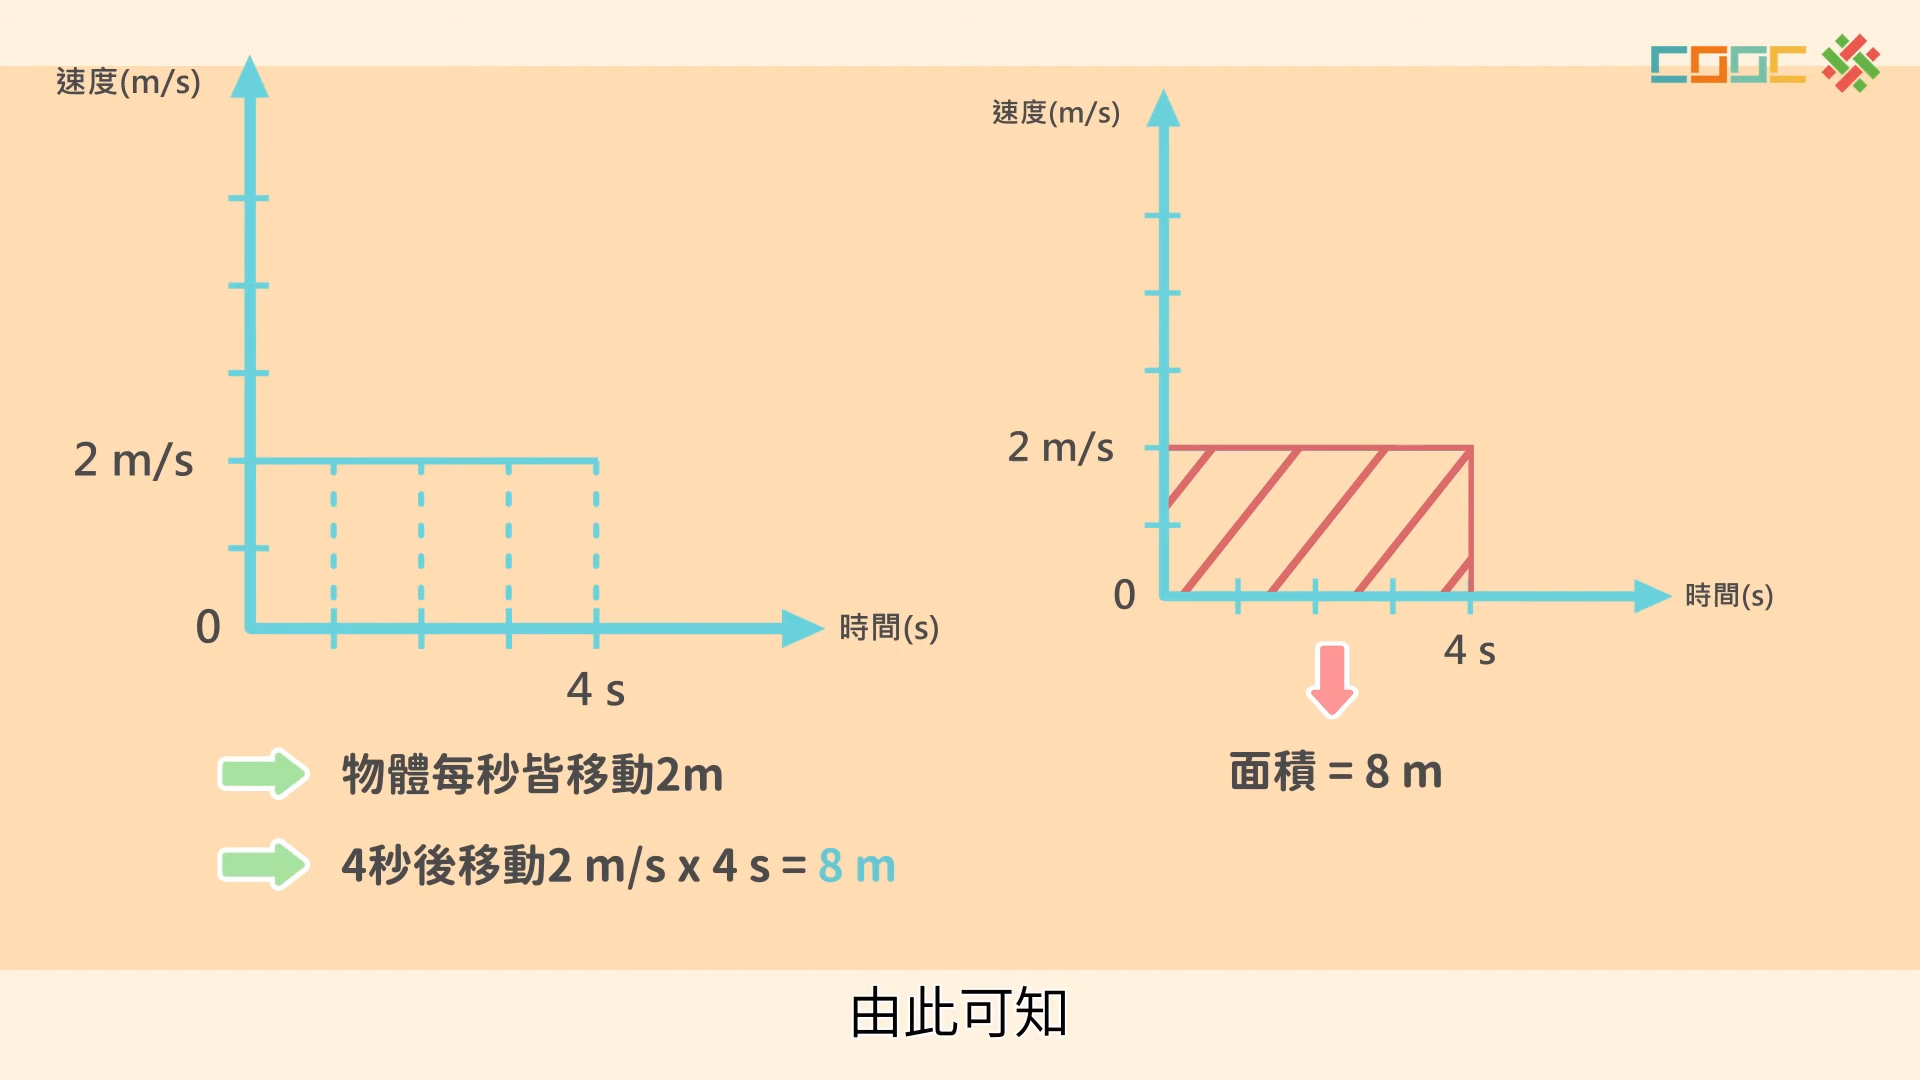 速度(m/s)
2 m/s
0
時間(s)
4 s
物體每秒皆移動2m
4秒後移動2 m/s x 4 s = 8 m
COOC
速度(m/s)
2 m/s
0
時間(s)
4 s
面積 = 8 m
由此可知